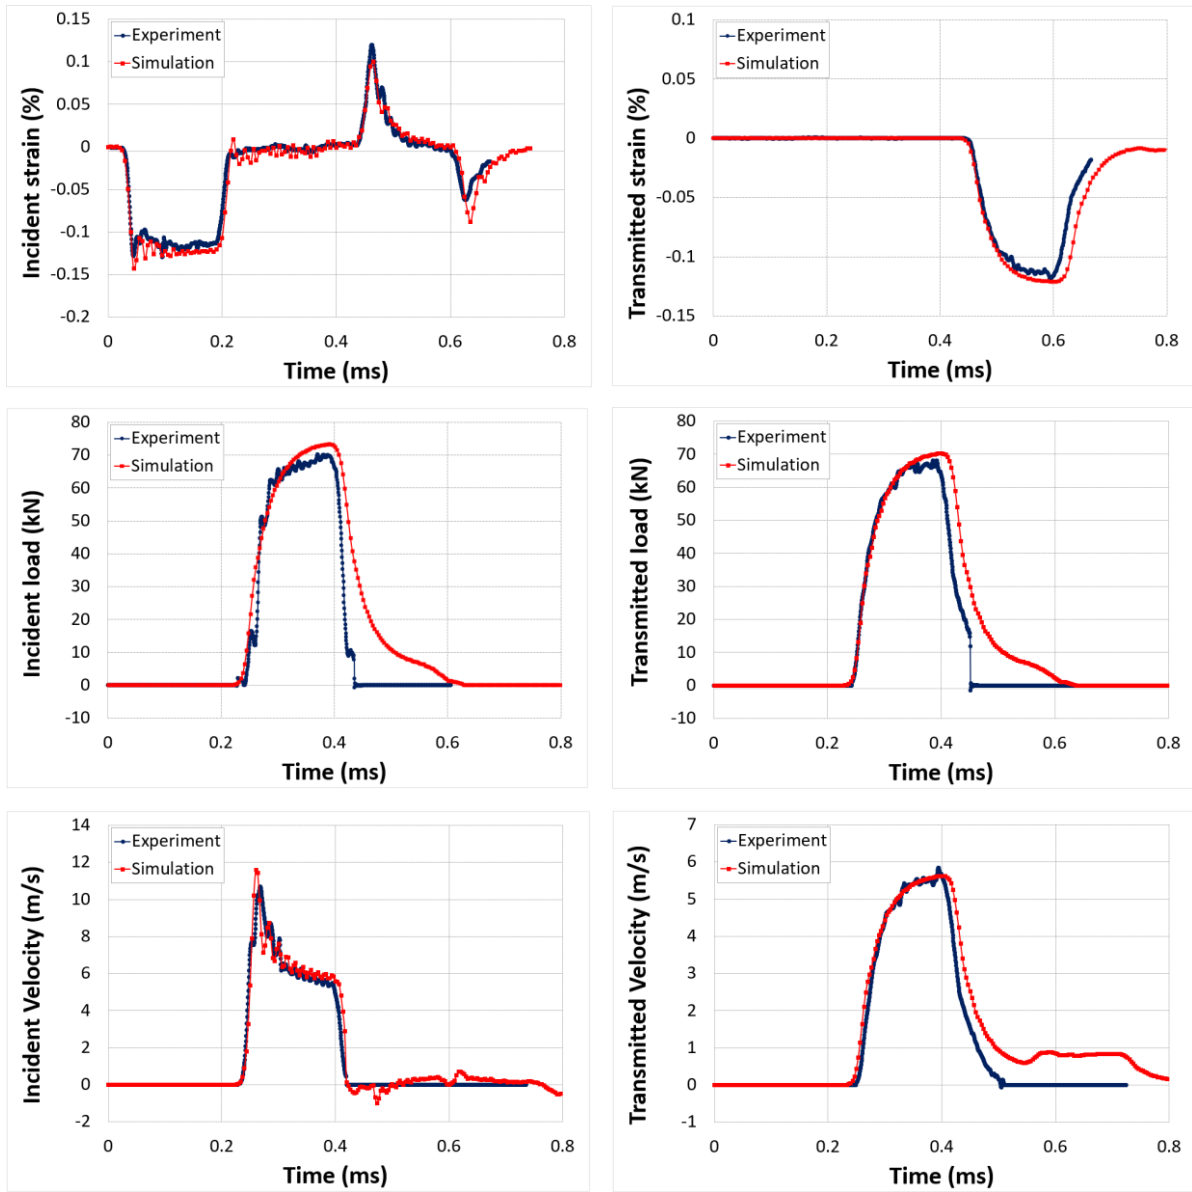 0.15
0.1
0.05
0
-0.05
-0.1
-0.15
-0.2
Incident strain (%)
Experiment
Simulation
0 0.2 0.4 0.6 0.8
Time (ms)
0.1
0.05
0
-0.05
-0.1
-0.15
Transmitted strain (%)
Experiment
Simulation
0 0.2 0.4 0.6 0.8
Time (ms)
80
70
60
50
40
30
20
10
0
-10
Incident load (kN)
Experiment
Simulation
0 0.2 0.4 0.6 0.8
Time (ms)
80
70
60
50
40
30
20
10
0
-10
Transmitted load (kN)
Experiment
Simulation
0 0.2 0.4 0.6 0.8
Time (ms)
14
12
10
8
6
4
2
0
-2
Incident Velocity (m/s)
Experiment
Simulation
0 0.2 0.4 0.6 0.8
Time (ms)
7
6
5
4
3
2
1
0
-1
Transmitted Velocity (m/s)
Experiment
Simulation
0 0.2 0.4 0.6 0.8
Time (ms)